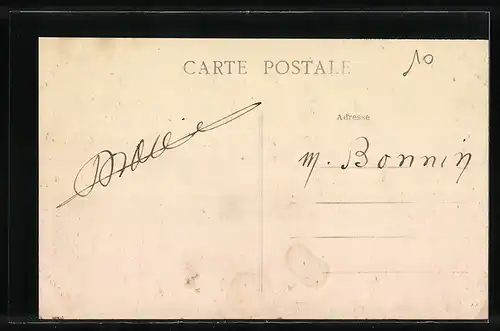 CARTE POSTALE
10
Adresse
M. Bonnin